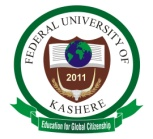 FEDERAL UNIVERSITY OF
2011
KASHERE
Education for Global Citizenship